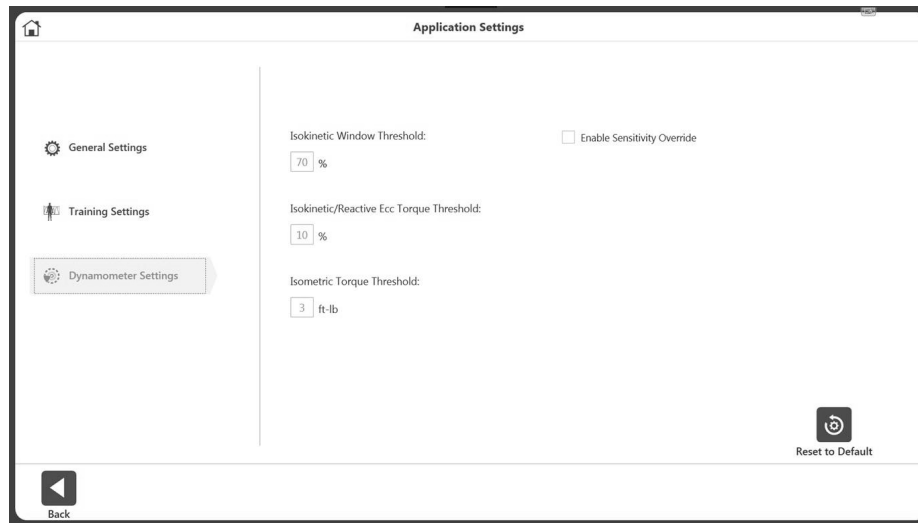 Application Settings
General Settings
Training Settings
Dynamometer Settings
Isokinetic Window Threshold:
70 %
Isokinetic/Reactive Ecc Torque Threshold:
10 %
Isometric Torque Threshold:
3 ft-lb
Enable Sensitivity Override
Reset to Default
Back